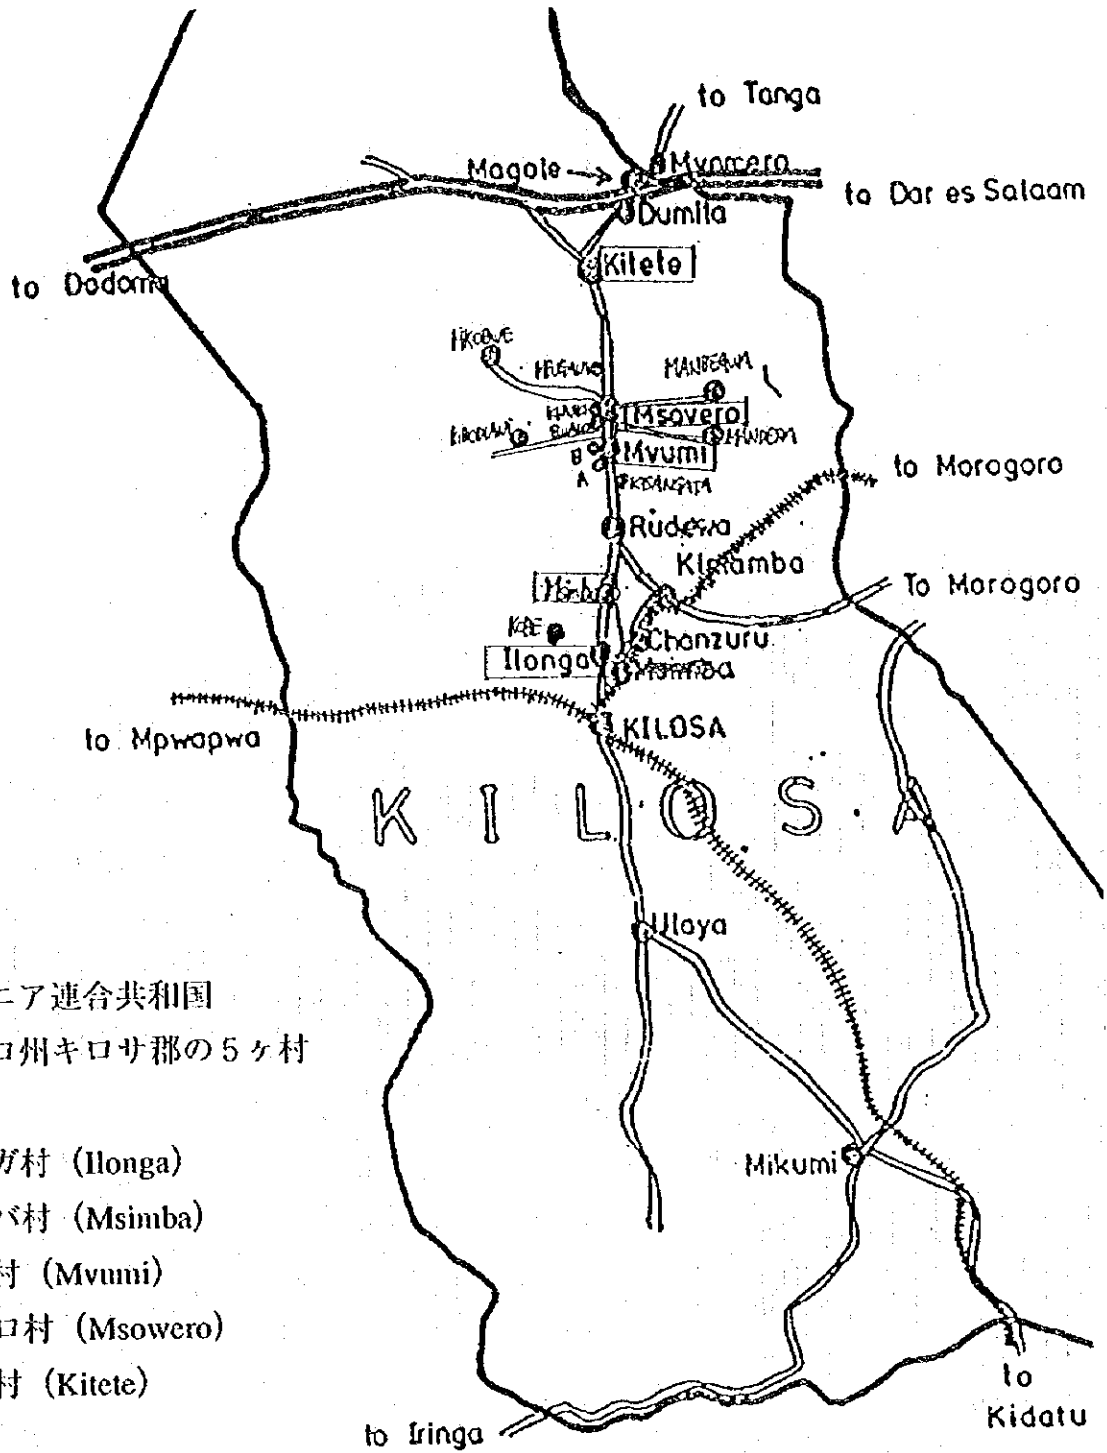 to Tanga
Magole
to Dar es Salaam
Dumila
Kitete
to Dodoma
Msovero
Mvumi
B
A
to Morogoro
Rudewa
Kimamba
To Morogoro
Chanzuru
Ilonga
Msimba
to Mpwapwa
KILOSA
KILOSA
Ulaya
ニア連合共和国
ロ州キロサ郡の5ヶ村
ガ村 (Ilonga)
Mikumi
バ村 (Msimba)
村 (Mvumi)
ロ村 (Msowero)
村 (Kitete)
to
Kidatu
to Iringa